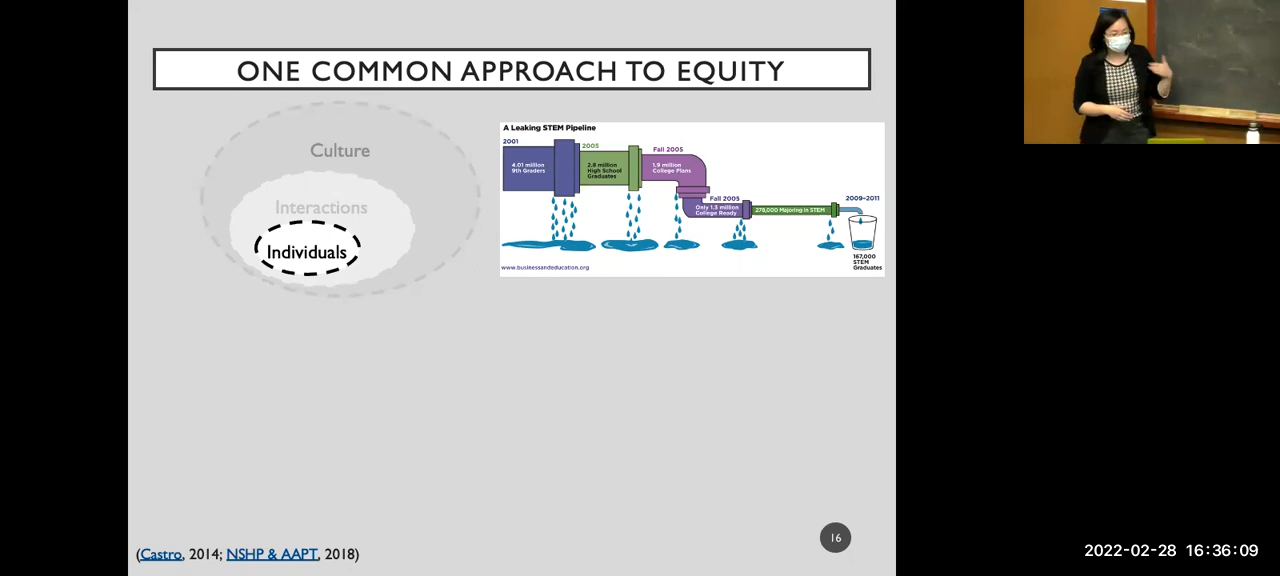 ONE COMMON APPROACH TO EQUITY
Culture
Interactions
Individuals
A Leaking STEM Pipeline
2001
4.01 million
9th Graders
2005
2.8 million
High School
Graduates
Fall 2005
1.9 million
College Plans
Fall 2005
Only 1.3 million
College Ready
278,000 Majoring in STEM
2009-2011
167,000
STEM
Graduates
www.businessandeducation.org
16
(Castro, 2014; NSHP & AAPT, 2018)
2022-02-28 16:36:09